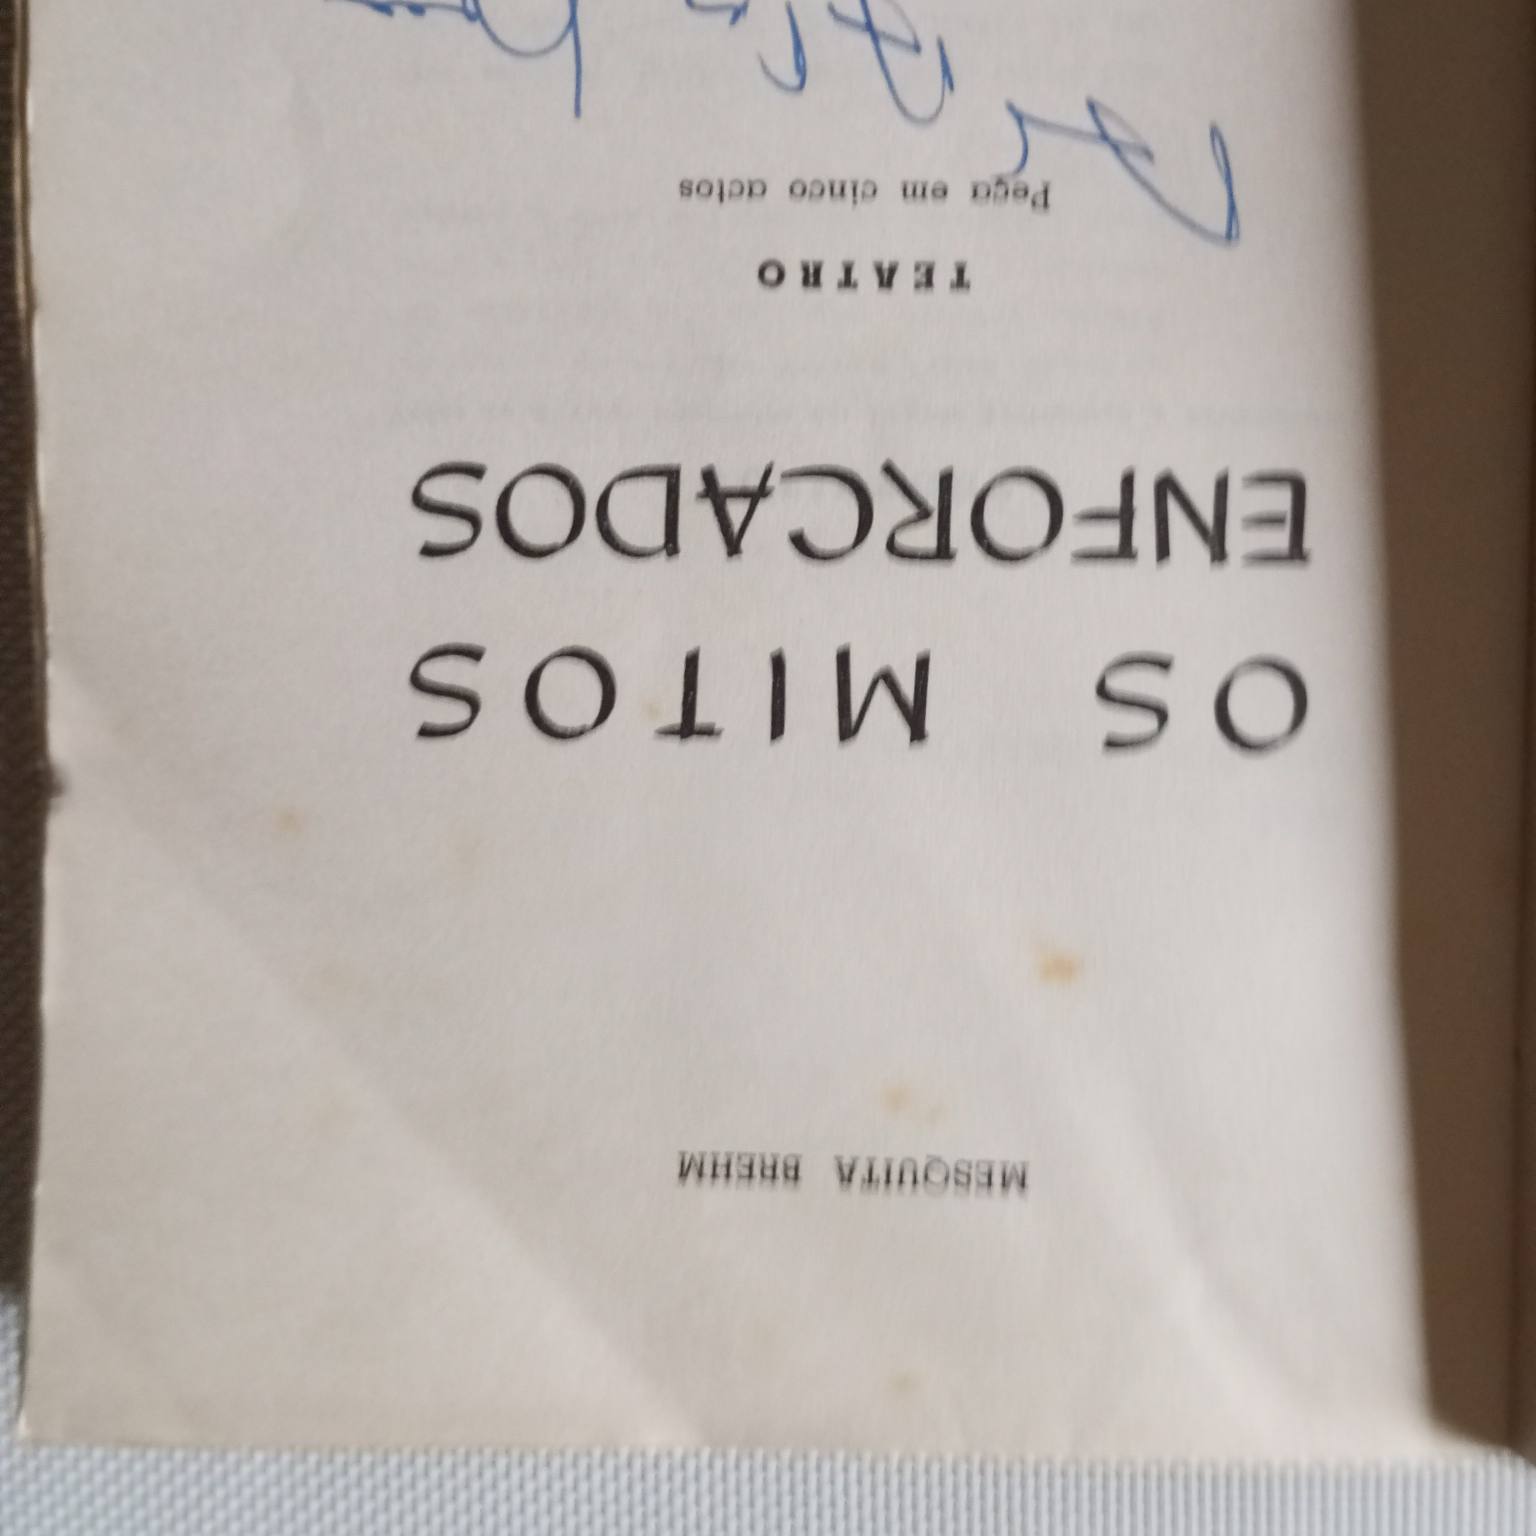 MESQUITA BREHM
OS MITOS
ENFORCADOS
TEATRO
Peça em cinco actos